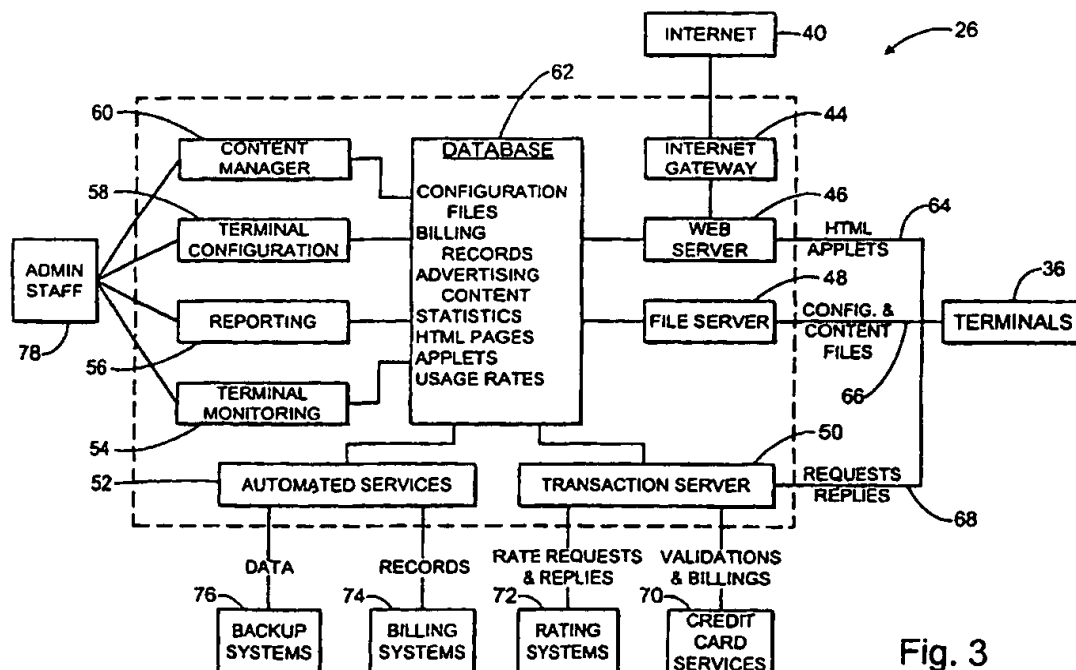 INTERNET
40
26
62
60
44
CONTENT
MANAGER
DATABASE
INTERNET
GATEWAY
58
CONFIGURATION
FILES
46
64
TERMINAL
CONFIGURATION
BILLING
RECORDS
WEB
SERVER
HTML
APPLETS
ADMIN
STAFF
ADVERTISING
CONTENT
48
36
REPORTING
STATISTICS
FILE SERVER
CONFIG. &
CONTENT
FILES
TERMINALS
78
56
HTML PAGES
APPLETS
USAGE RATES
66
TERMINAL
MONITORING
54
50
52
AUTOMATED SERVICES
TRANSACTION SERVER
REQUESTS
REPLIES
68
DATA
RECORDS
RATE REQUESTS
& REPLIES
VALIDATIONS
& BILLINGS
76
74
72
70
BACKUP
SYSTEMS
BILLING
SYSTEMS
RATING
SYSTEMS
CREDIT
CARD
SERVICES
Fig. 3